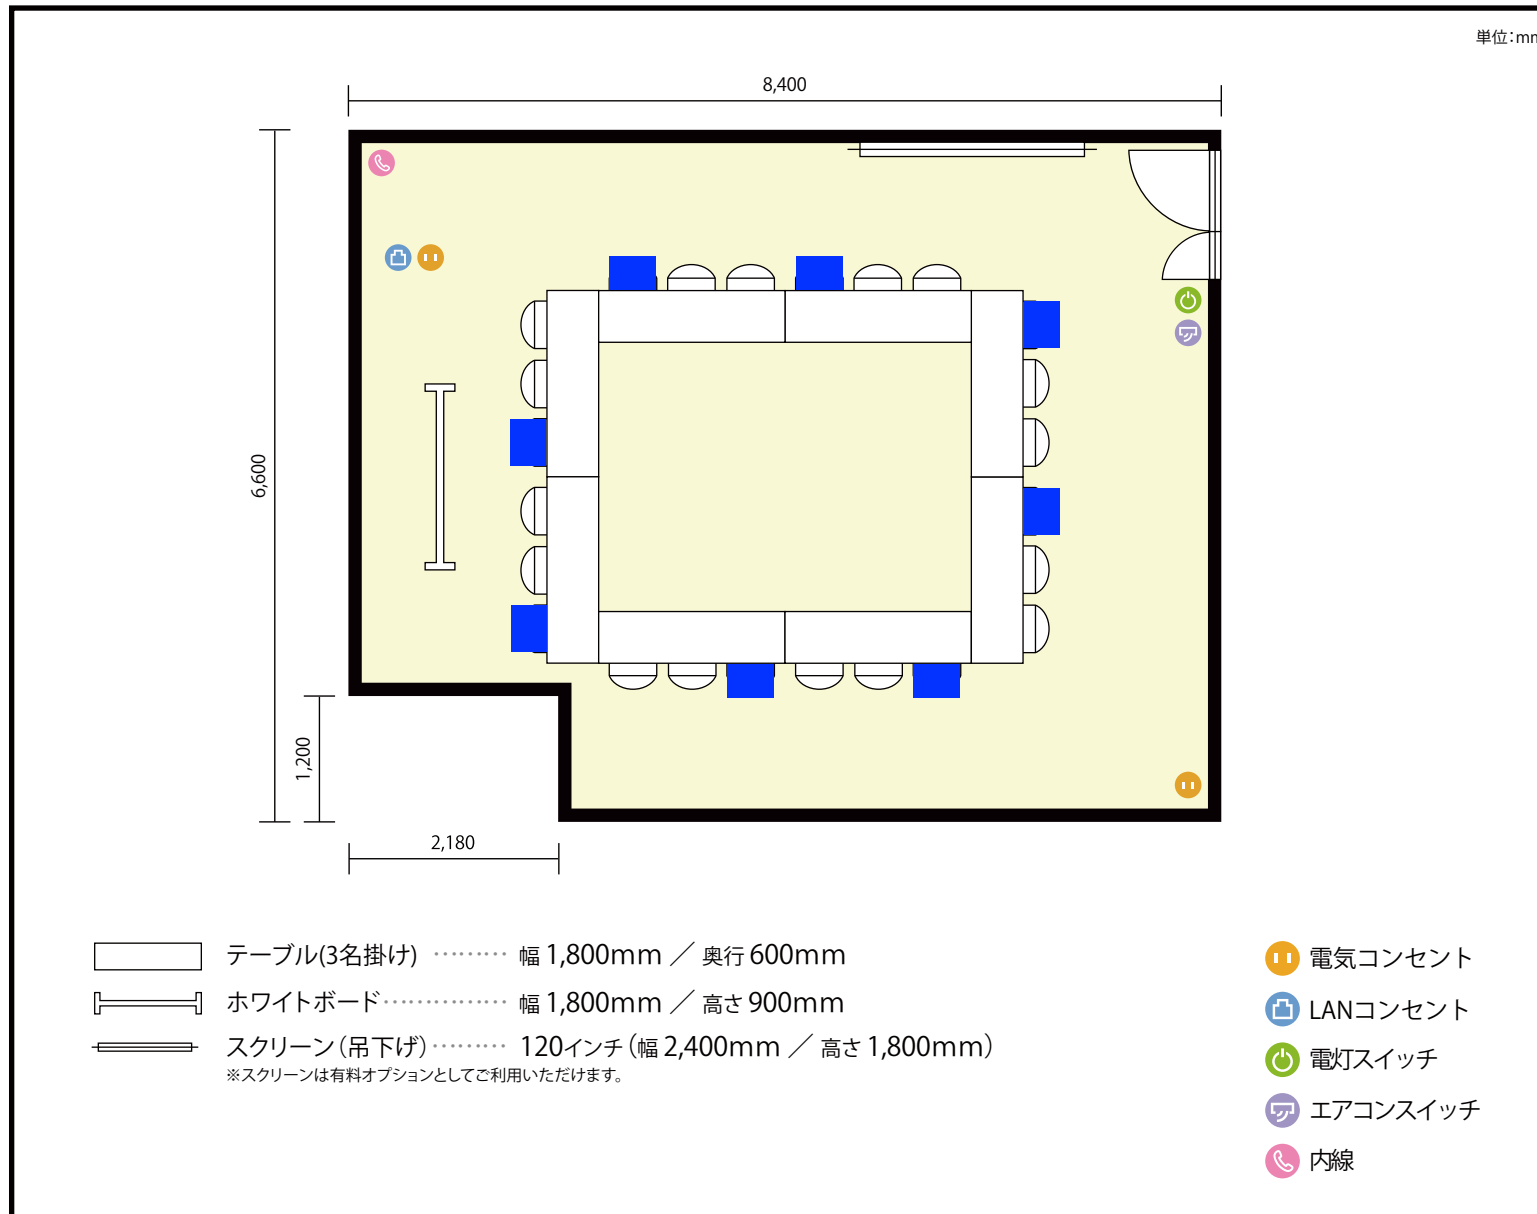 単位：mm
8,400
6,600
1,200
2,180
テーブル(3名掛け) ‥‥‥‥‥ 幅 1,800mm ／ 奥行 600mm
ホワイトボード‥‥‥‥‥‥‥‥ 幅 1,800mm ／ 高さ 900mm
スクリーン（吊下げ）‥‥‥‥‥ 120インチ（幅 2,400mm ／ 高さ 1,800mm）
※スクリーンは有料オプションとしてご利用いただけます。
電気コンセント
LANコンセント
電灯スイッチ
エアコンスイッチ
内線